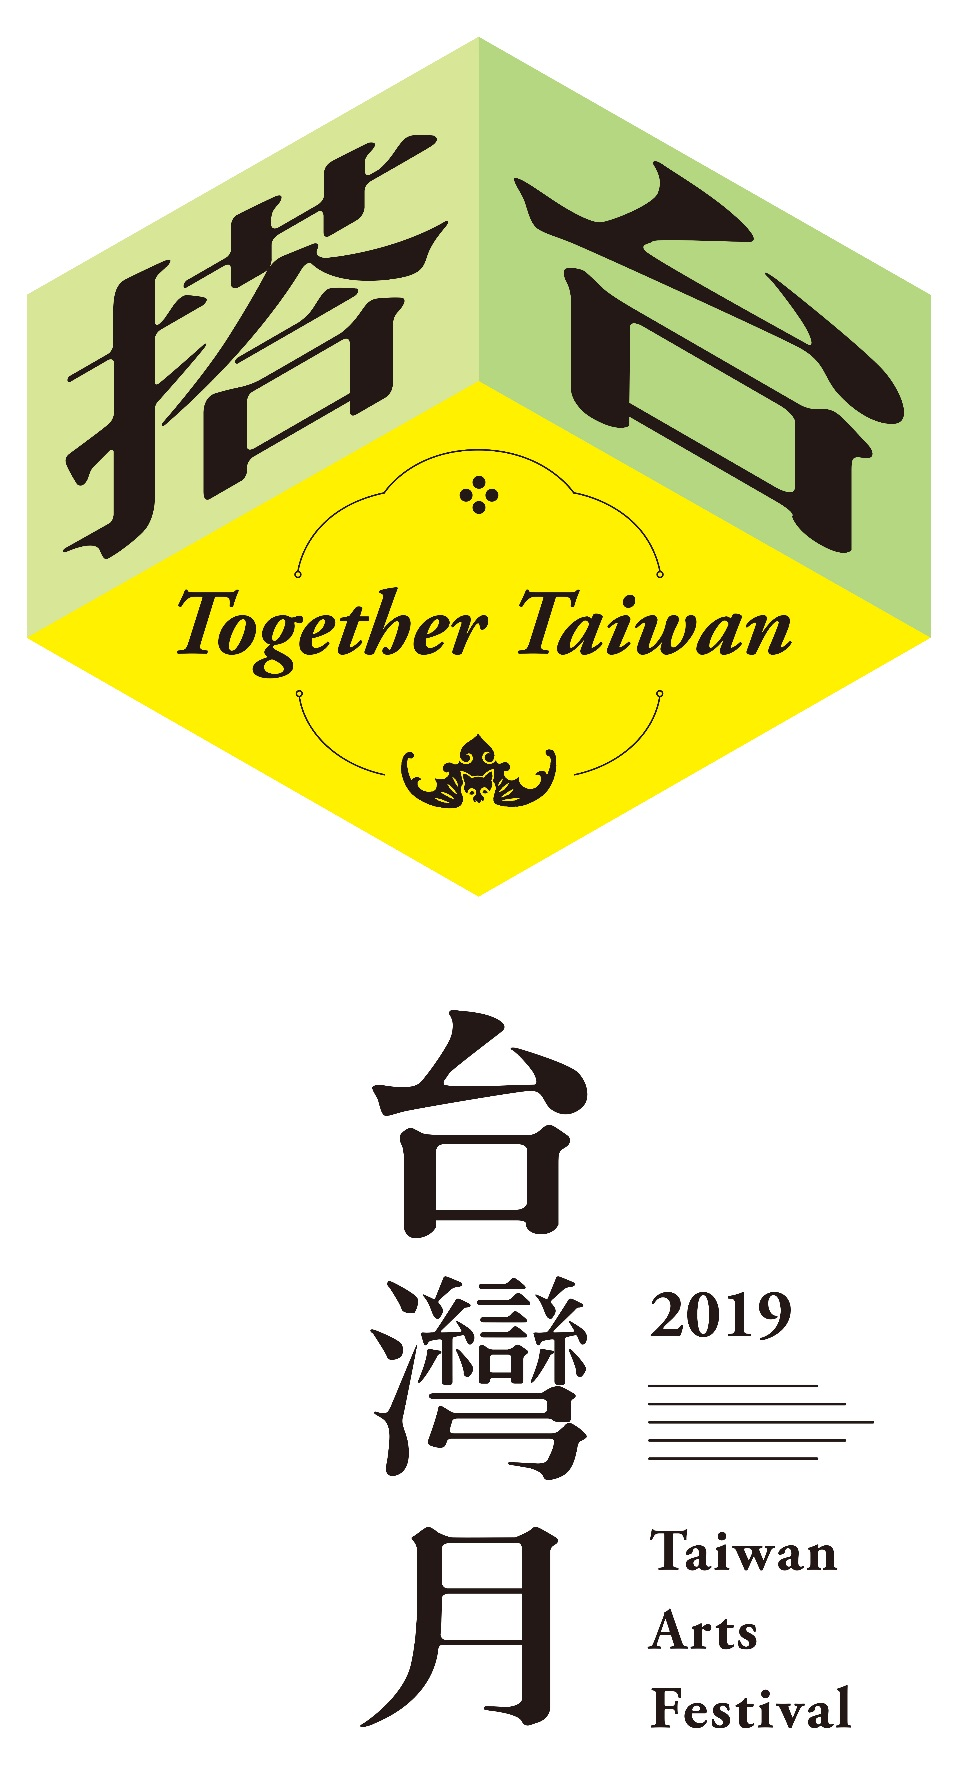 搭台
Together Taiwan
台灣月
2019
Taiwan
Arts
Festival